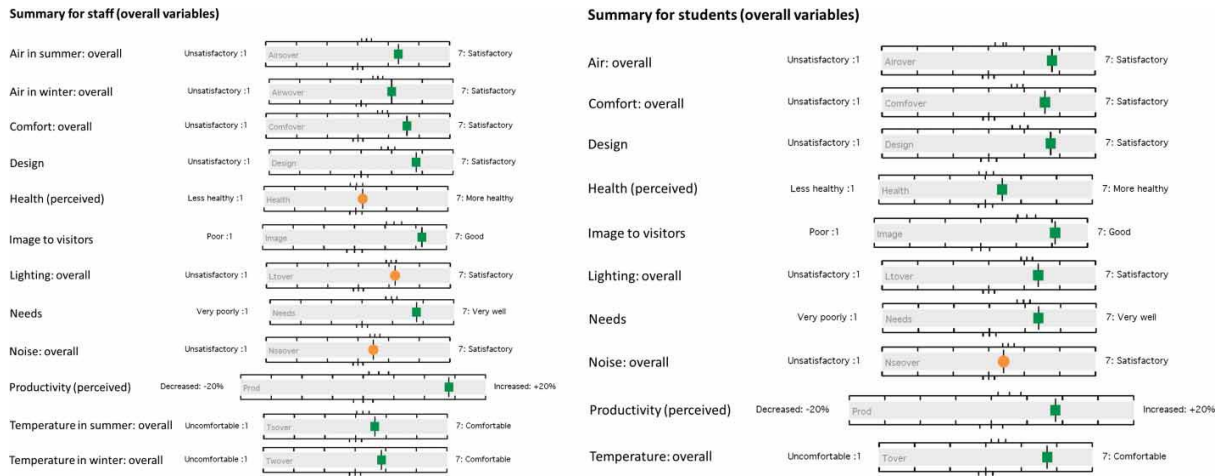 Summary for staff (overall variables)
Air in summer: overall Unsatisfactory :1 Airsover 7: Satisfactory
Air in winter: overall Unsatisfactory :1 Airwover 7: Satisfactory
Comfort: overall Unsatisfactory :1 Comfover 7: Satisfactory
Design Unsatisfactory :1 Design 7: Satisfactory
Health (perceived) Less healthy :1 Health 7: More healthy
Image to visitors Poor :1 Image 7: Good
Lighting: overall Unsatisfactory :1 Ltover 7: Satisfactory
Needs Very poorly :1 Needs 7: Very well
Noise: overall Unsatisfactory :1 Nseover 7: Satisfactory
Productivity (perceived) Decreased: -20% Prod Increased: +20%
Temperature in summer: overall Uncomfortable :1 Tsover 7: Comfortable
Temperature in winter: overall Uncomfortable :1 Twover 7: Comfortable
Summary for students (overall variables)
Air: overall Unsatisfactory :1 Airover 7: Satisfactory
Comfort: overall Unsatisfactory :1 Comfover 7: Satisfactory
Design Unsatisfactory :1 Design 7: Satisfactory
Health (perceived) Less healthy :1 Health 7: More healthy
Image to visitors Poor :1 Image 7: Good
Lighting: overall Unsatisfactory :1 Ltover 7: Satisfactory
Needs Very poorly :1 Needs 7: Very well
Noise: overall Unsatisfactory :1 Nseover 7: Satisfactory
Productivity (perceived) Decreased: -20% Prod Increased: +20%
Temperature: overall Uncomfortable :1 Tover 7: Comfortable